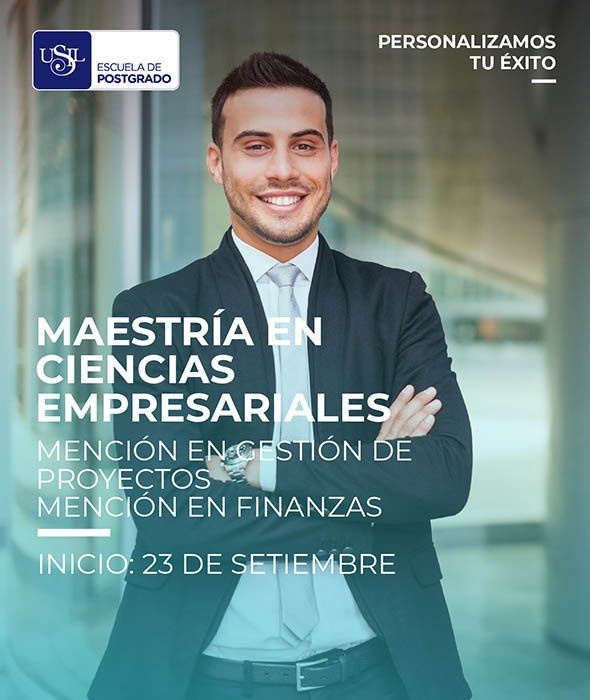 USIL
ESCUELA DE
POSTGRADO
PERSONALIZAMOS
TU ÉXITO
MAESTRÍA EN
CIENCIAS
EMPRESARIALES
MENCIÓN EN GESTIÓN DE
PROYECTOS
MENCIÓN EN FINANZAS
INICIO: 23 DE SETIEMBRE